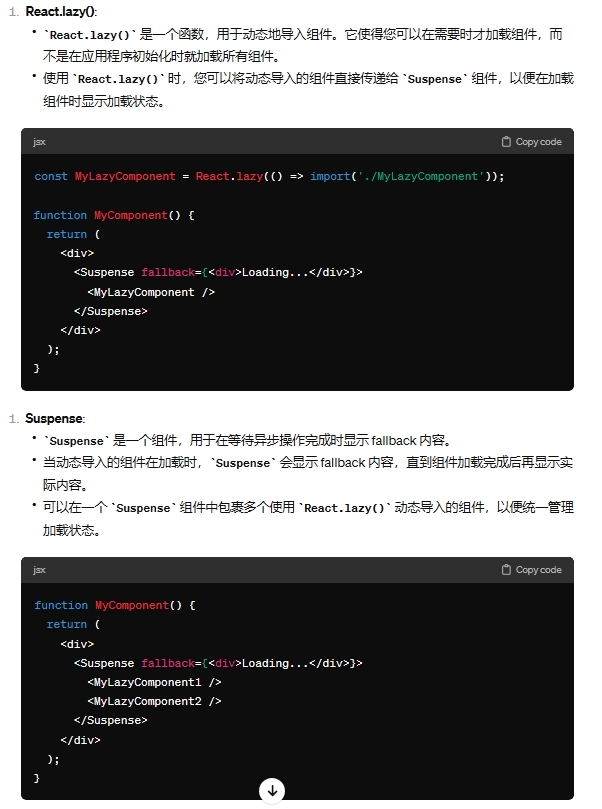 1. React.lazy():
• `React.lazy()` 是一个函数，用于动态地导入组件。它使得您可以在需要时才加载组件，而
不是在应用程序初始化时就加载所有组件。
• 使用 `React.lazy()` 时，您可以将动态导入的组件直接传递给 `Suspense` 组件，以便在加载
组件时显示加载状态。
jsx Copy code
const MyLazyComponent = React.lazy(() => import('./MyLazyComponent'));
function MyComponent() {
return (
<div>
<Suspense fallback={<div>Loading...</div>}>
<MyLazyComponent />
</Suspense>
</div>
);
}
1. Suspense:
• `Suspense` 是一个组件，用于在等待异步操作完成时显示 fallback 内容。
• 当动态导入的组件在加载时，`Suspense` 会显示 fallback 内容，直到组件加载完成后再显示实
际内容。
• 可以在一个 `Suspense` 组件中包裹多个使用 `React.lazy()` 动态导入的组件，以便统一管理
加载状态。
jsx Copy code
function MyComponent() {
return (
<div>
<Suspense fallback={<div>Loading...</div>}>
<MyLazyComponent1 />
<MyLazyComponent2 />
</Suspense>
</div>
);
}